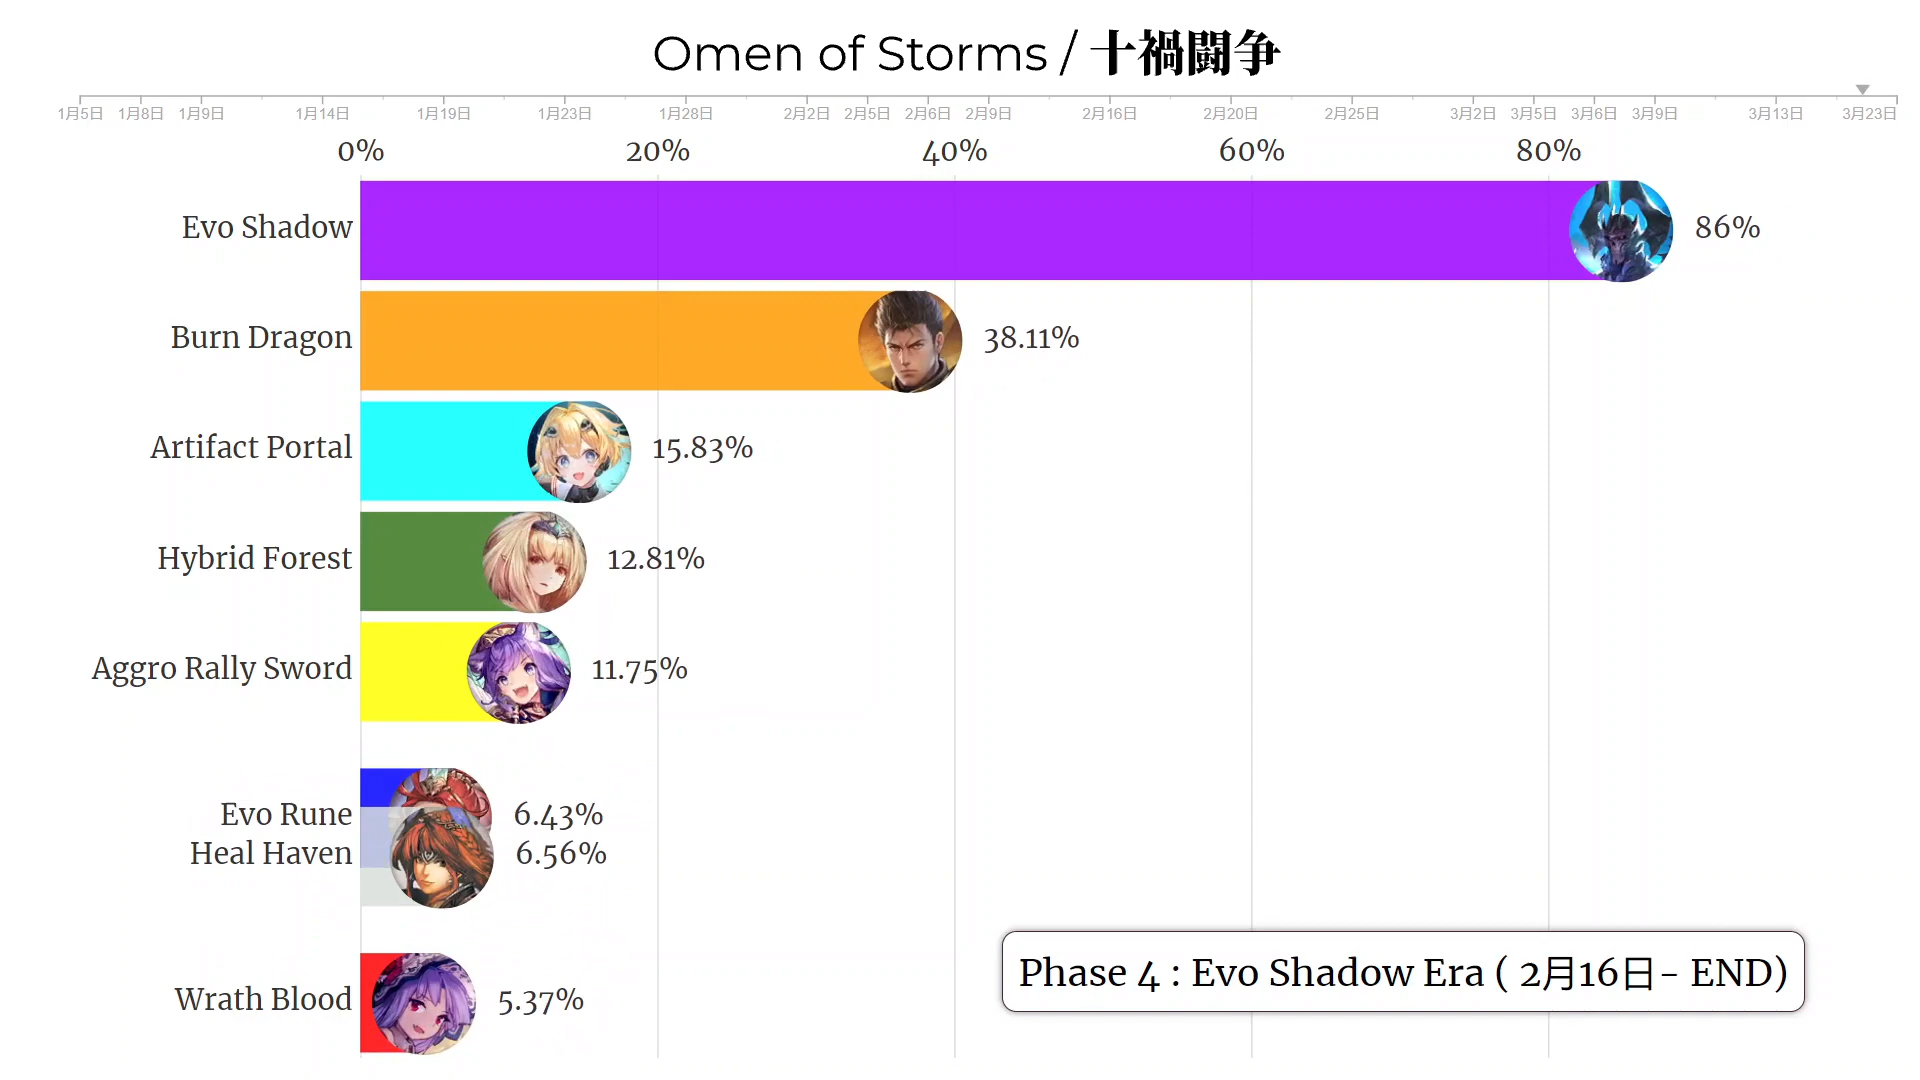 Omen of Storms / 十禍闘争
1月5日 1月8日 1月9日 1月14日 1月19日 1月23日 1月28日 2月2日 2月5日 2月6日 2月9日 2月16日 2月20日 2月25日 3月2日 3月5日 3月6日 3月9日 3月13日 3月23日
0% 20% 40% 60% 80%
Evo Shadow 86%
Burn Dragon 38.11%
Artifact Portal 15.83%
Hybrid Forest 12.81%
Aggro Rally Sword 11.75%
Evo Rune 6.43%
Heal Haven 6.56%
Phase 4 : Evo Shadow Era ( 2月16日- END)
Wrath Blood 5.37%